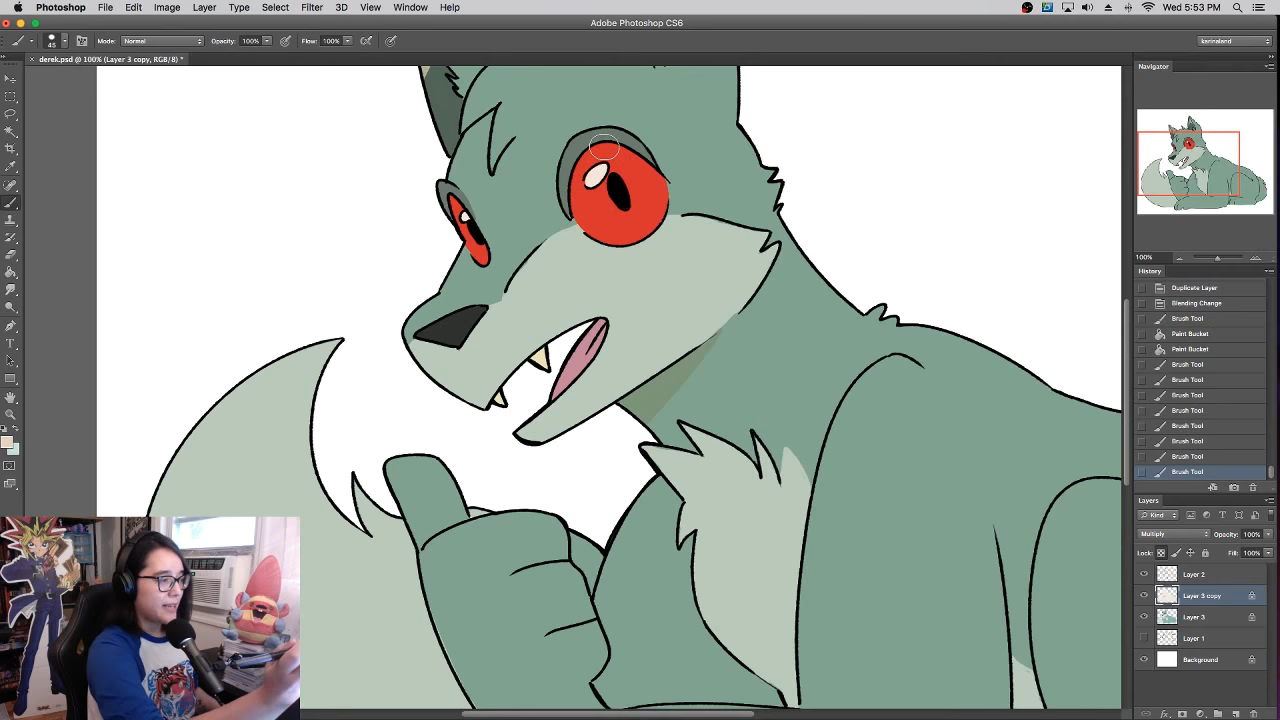 Photoshop File Edit Image Layer Type Select Filter 3D View Window Help
Wed 5:53 PM
Adobe Photoshop CS6
45
Mode: Normal
Opacity: 100%
Flow: 100%
karinaland
× derek.psd @ 100% (Layer 3 copy, RGB/8) *
Navigator
100%
History
Duplicate Layer
Blending Change
Brush Tool
Paint Bucket
Paint Bucket
Brush Tool
Brush Tool
Brush Tool
Brush Tool
Brush Tool
Brush Tool
Brush Tool
Brush Tool
Layers
Kind
Multiply
Opacity: 100%
Lock:
Fill: 100%
Layer 2
Layer 3 copy
Layer 3
Layer 1
Background